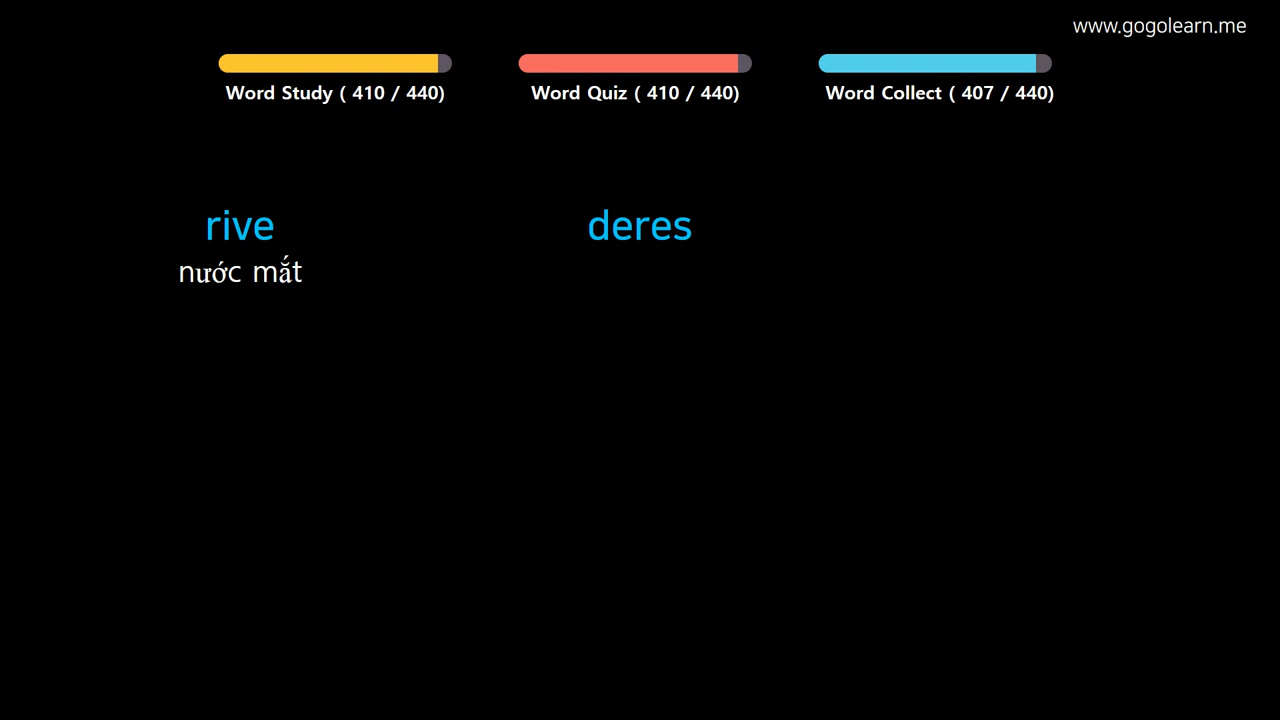 www.gogolearn.me
Word Study ( 410 / 440)
Word Quiz ( 410 / 440)
Word Collect ( 407 / 440)
rive
deres
nước mắt